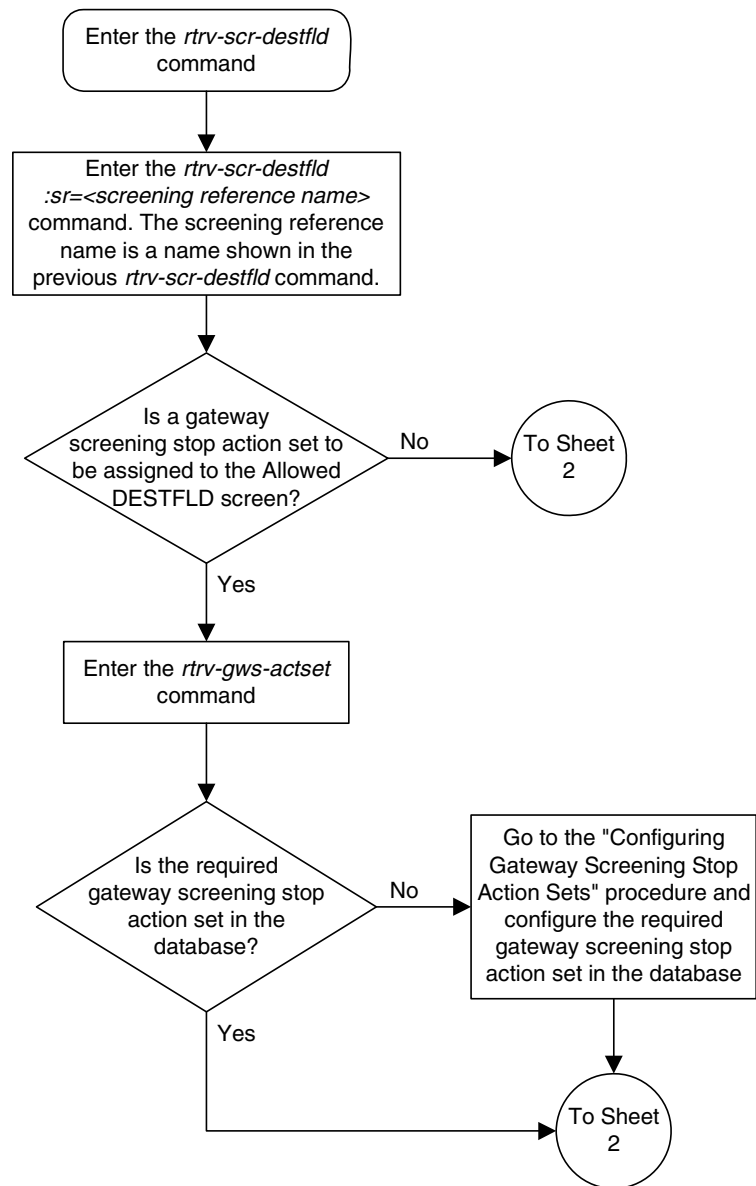 Enter the rtrv-scr-destfld
command
Enter the rtrv-scr-destfld
:sr=<screening reference name>
command. The screening reference
name is a name shown in the
previous rtrv-scr-destfld command.
Is a gateway
screening stop action set to
be assigned to the Allowed
DESTFLD screen?
No
To Sheet
2
Yes
Enter the rtrv-gws-actset
command
Is the required
gateway screening stop
action set in the
database?
No
Go to the "Configuring
Gateway Screening Stop
Action Sets" procedure and
configure the required
gateway screening stop
action set in the database
Yes
To Sheet
2